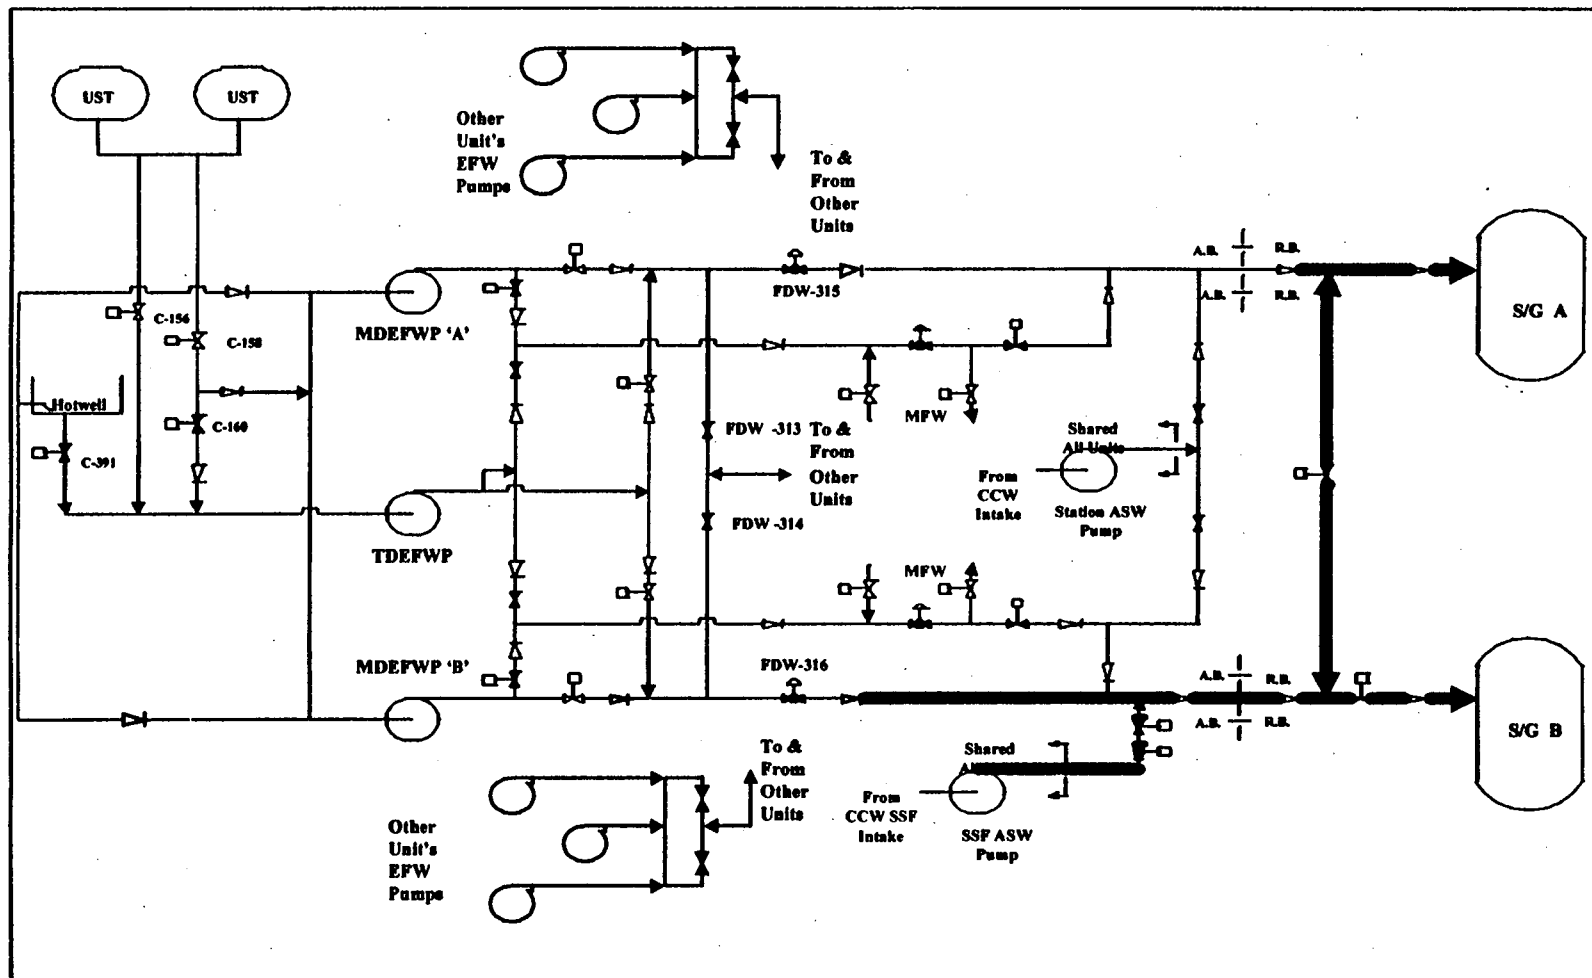 UST
UST
Other
Unit's
EFW
Pumps
To &
From
Other
Units
A.B.
R.B.
A.B.
R.B.
S/G A
C-156
C-158
MDEFWP 'A'
FDW-315
Hotwell
C-160
C-391
MFW
FDW -313
To &
From
Other
Units
Shared
All Units
From
CCW
Intake
Station ASW
Pump
FDW -314
TDEFWP
MFW
MDEFWP 'B'
FDW-316
A.B.
R.B.
A.B.
R.B.
S/G B
To &
From
Other
Units
Shared
From
CCW SSF
Intake
SSF ASW
Pump
Other
Unit's
EFW
Pumps